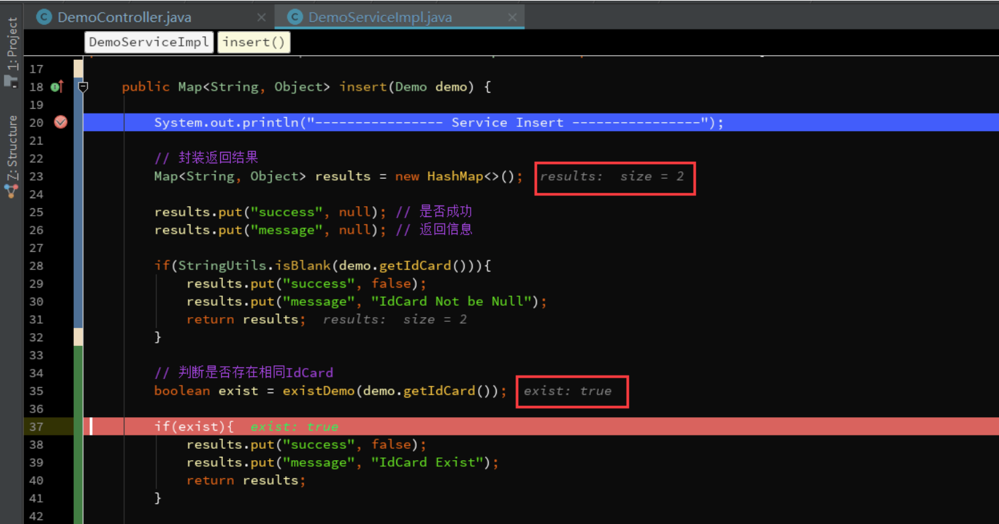 DemoController.java
DemoServiceImpl.java
1: Project
Z: Structure
DemoServiceImpl
insert()
17
18 public Map<String, Object> insert(Demo demo) {
19
20 System.out.println("---------------- Service Insert ----------------");
21
22 // 封装返回结果
23 Map<String, Object> results = new HashMap<>(); results: size = 2
24
25 results.put("success", null); // 是否成功
26 results.put("message", null); // 返回信息
27
28 if(StringUtils.isBlank(demo.getIdCard())){
29 results.put("success", false);
30 results.put("message", "IdCard Not be Null");
31 return results; results: size = 2
32 }
33
34 // 判断是否存在相同IdCard
35 boolean exist = existDemo(demo.getIdCard()); exist: true
36
37 if(exist){ exist: true
38 results.put("success", false);
39 results.put("message", "IdCard Exist");
40 return results;
41 }
42